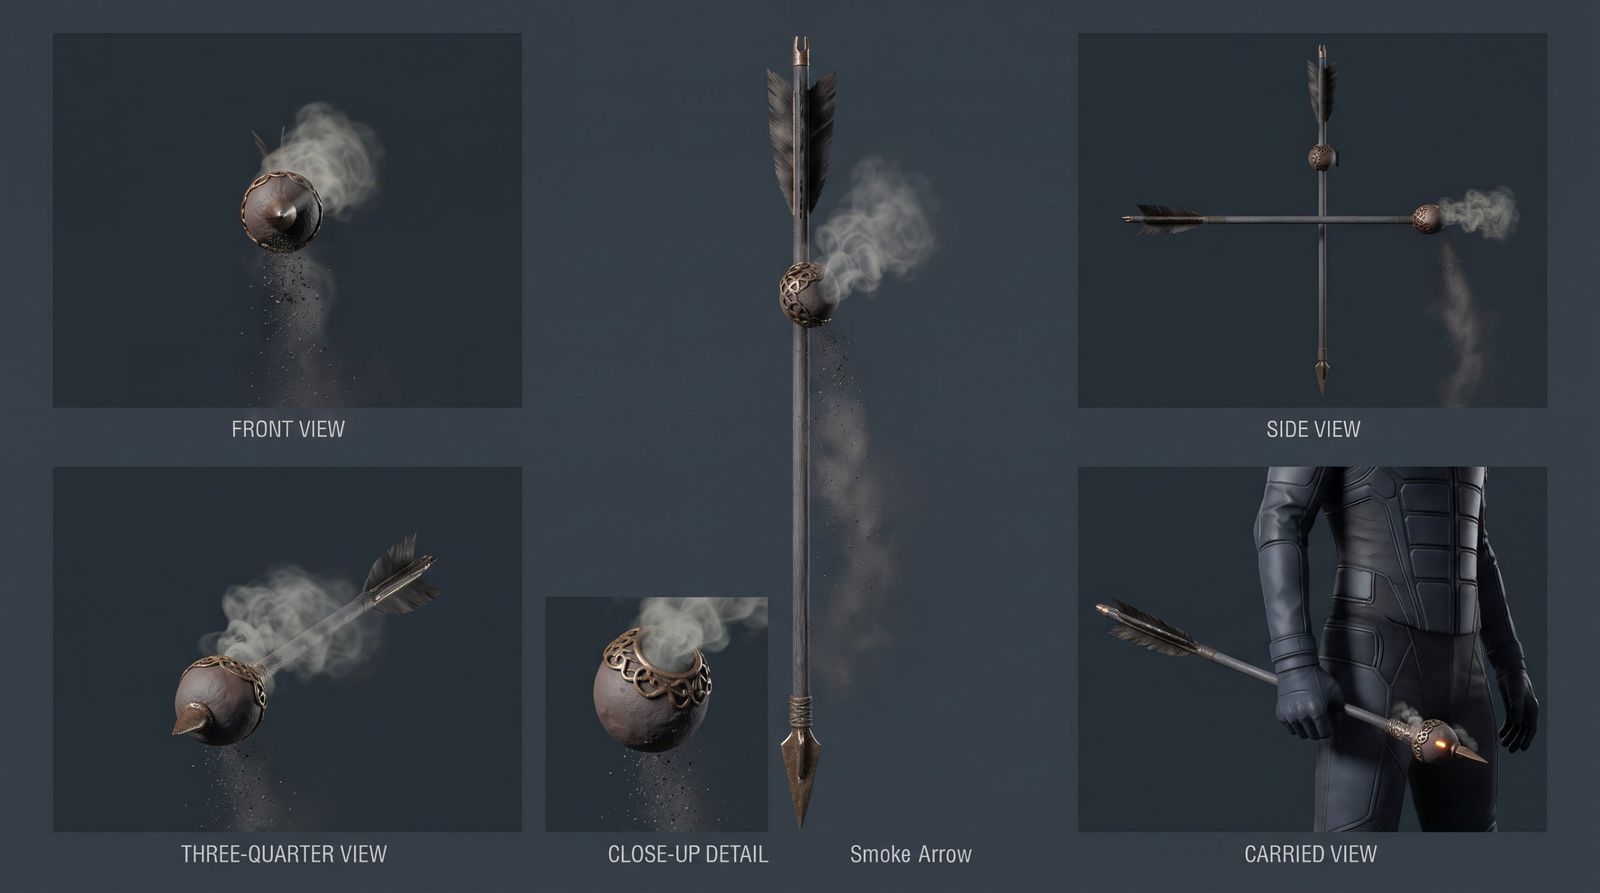 FRONT VIEW
SIDE VIEW
THREE-QUARTER VIEW
CLOSE-UP DETAIL
Smoke Arrow
CARRIED VIEW